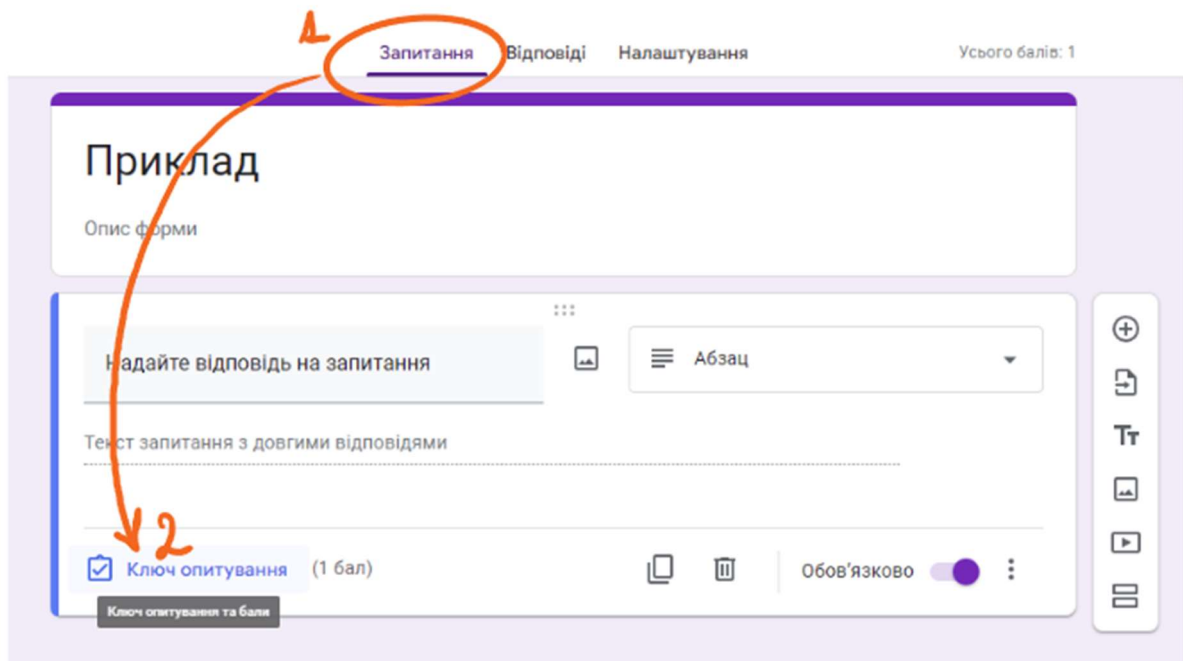 1
Запитання Відповіді Налаштування Усього балів: 1
Приклад
Опис форми
Надайте відповідь на запитання
Абзац
Текст запитання з довгими відповідями
2
Ключ опитування (1 бал) Обов'язково
Ключ опитування та бали